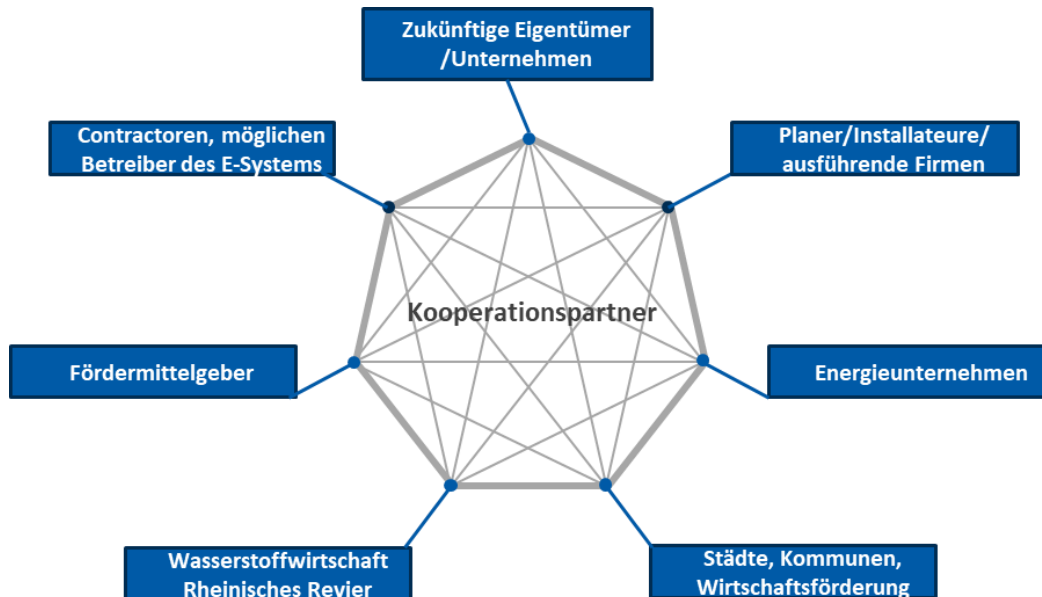 Zukünftige Eigentümer
/Unternehmen
Contractoren, möglichen
Betreiber des E-Systems
Planer/Installateure/
ausführende Firmen
Kooperationspartner
Fördermittelgeber
Energieunternehmen
Wasserstoffwirtschaft
Rheinisches Revier
Städte, Kommunen,
Wirtschaftsförderung